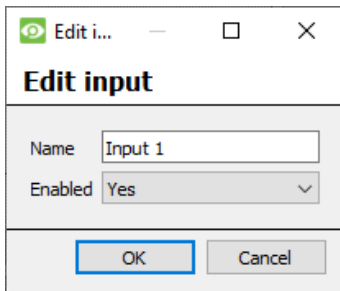 Edit i...
Edit input
Name Input 1
Enabled Yes
OK Cancel